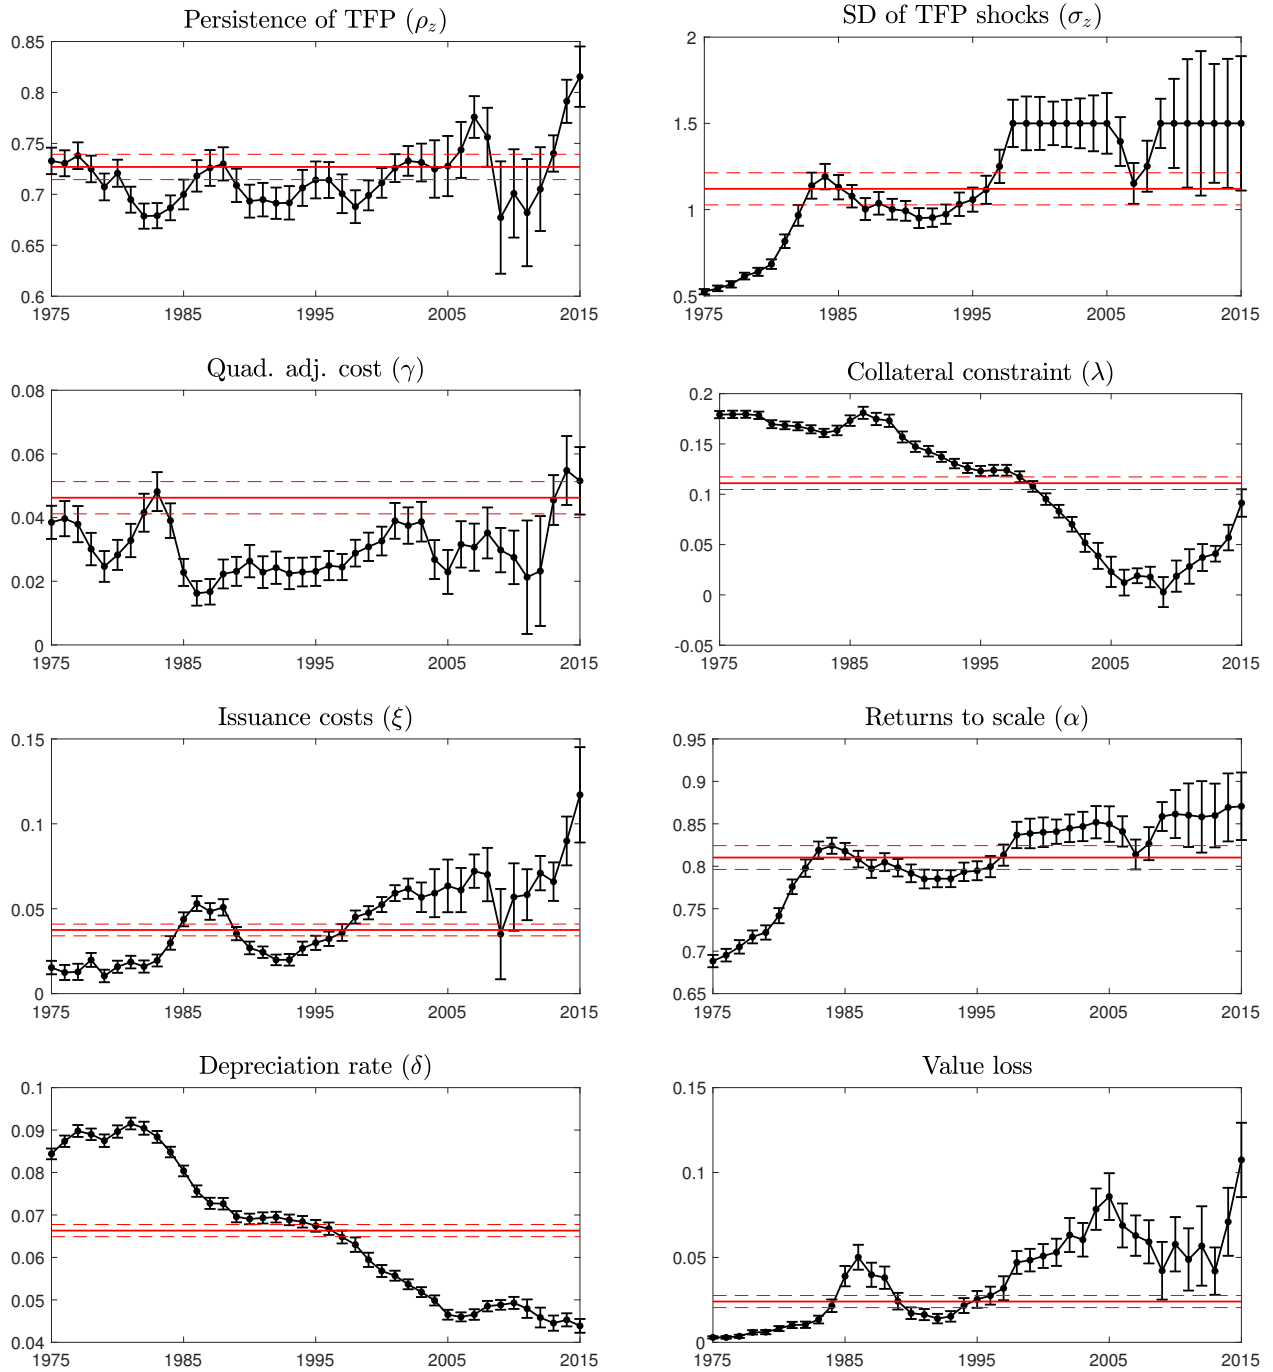 Persistence of TFP (ρz)
0.85
0.8
0.75
0.7
0.65
0.6
1975 1985 1995 2005 2015
SD of TFP shocks (σz)
2
1.5
1
0.5
1975 1985 1995 2005 2015
Quad. adj. cost (γ)
0.08
0.06
0.04
0.02
0
1975 1985 1995 2005 2015
Collateral constraint (λ)
0.2
0.15
0.1
0.05
0
-0.05
1975 1985 1995 2005 2015
Issuance costs (ξ)
0.15
0.1
0.05
0
1975 1985 1995 2005 2015
Returns to scale (α)
0.95
0.9
0.85
0.8
0.75
0.7
0.65
1975 1985 1995 2005 2015
Depreciation rate (δ)
0.1
0.09
0.08
0.07
0.06
0.05
0.04
1975 1985 1995 2005 2015
Value loss
0.15
0.1
0.05
0
1975 1985 1995 2005 2015